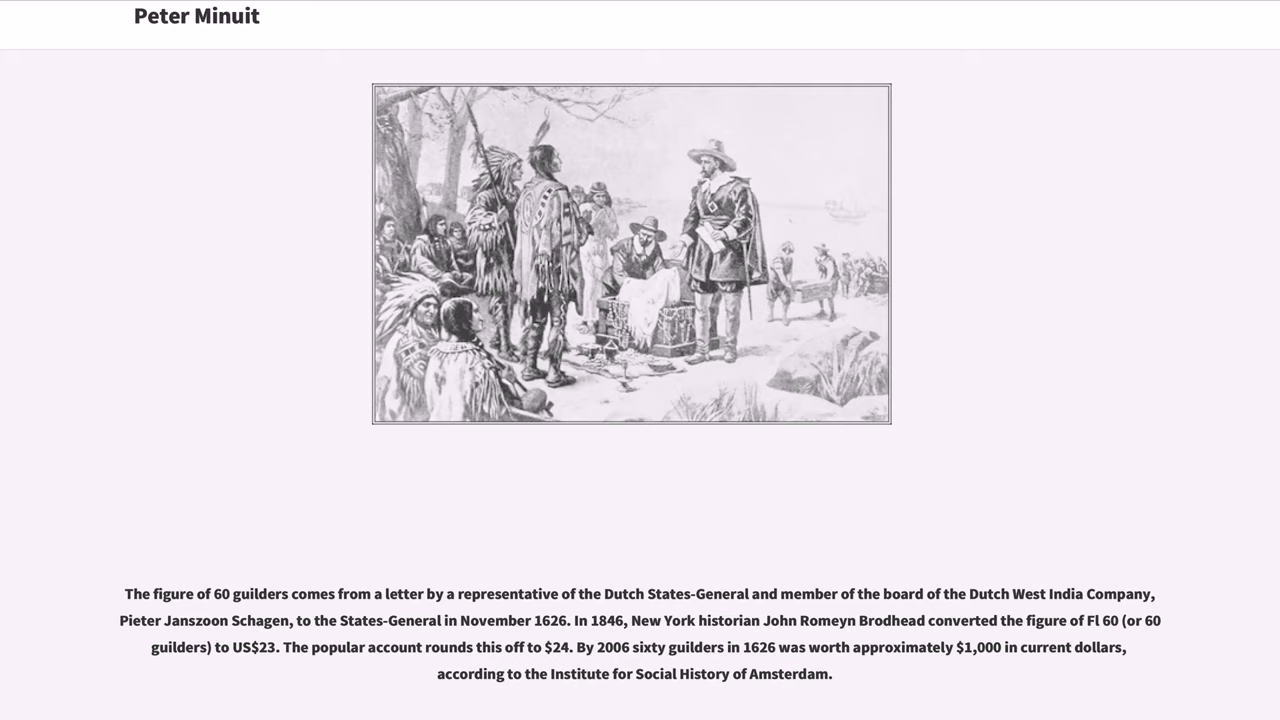 Peter Minuit
The figure of 60 guilders comes from a letter by a representative of the Dutch States-General and member of the board of the Dutch West India Company,
Pieter Janszoon Schagen, to the States-General in November 1626. In 1846, New York historian John Romeyn Brodhead converted the figure of Fl 60 (or 60
guilders) to US$23. The popular account rounds this off to $24. By 2006 sixty guilders in 1626 was worth approximately $1,000 in current dollars,
according to the Institute for Social History of Amsterdam.